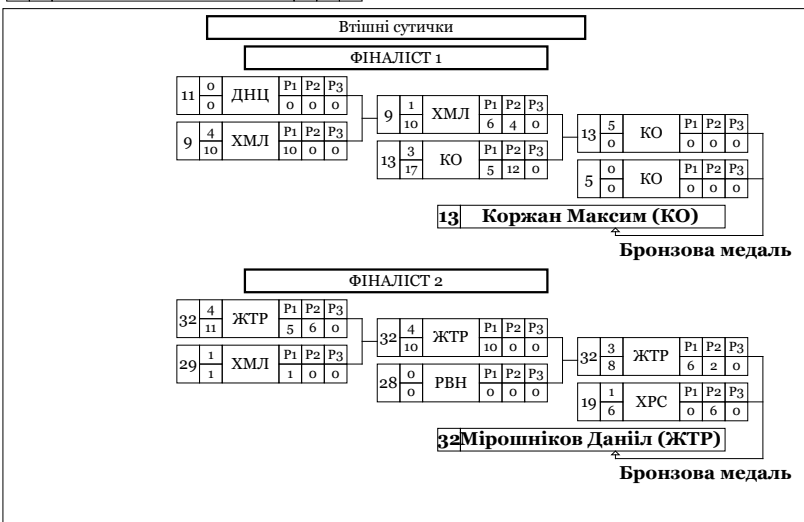 Втішні сутички
ФІНАЛІСТ 1
11 0 0 ДНЦ P1 P2 P3 0 0 0
9 4 10 ХМЛ P1 P2 P3 10 0 0
9 1 10 ХМЛ P1 P2 P3 6 4 0
13 3 17 КО P1 P2 P3 5 12 0
13 5 0 КО P1 P2 P3 0 0 0
5 0 0 КО P1 P2 P3 0 0 0
13 Коржан Максим (КО)
Бронзова медаль
ФІНАЛІСТ 2
32 4 11 ЖТР P1 P2 P3 5 6 0
29 1 1 ХМЛ P1 P2 P3 1 0 0
32 4 10 ЖТР P1 P2 P3 10 0 0
28 0 0 РВН P1 P2 P3 0 0 0
32 3 8 ЖТР P1 P2 P3 6 2 0
19 1 6 ХРС P1 P2 P3 0 6 0
32 Мірошніков Данііл (ЖТР)
Бронзова медаль